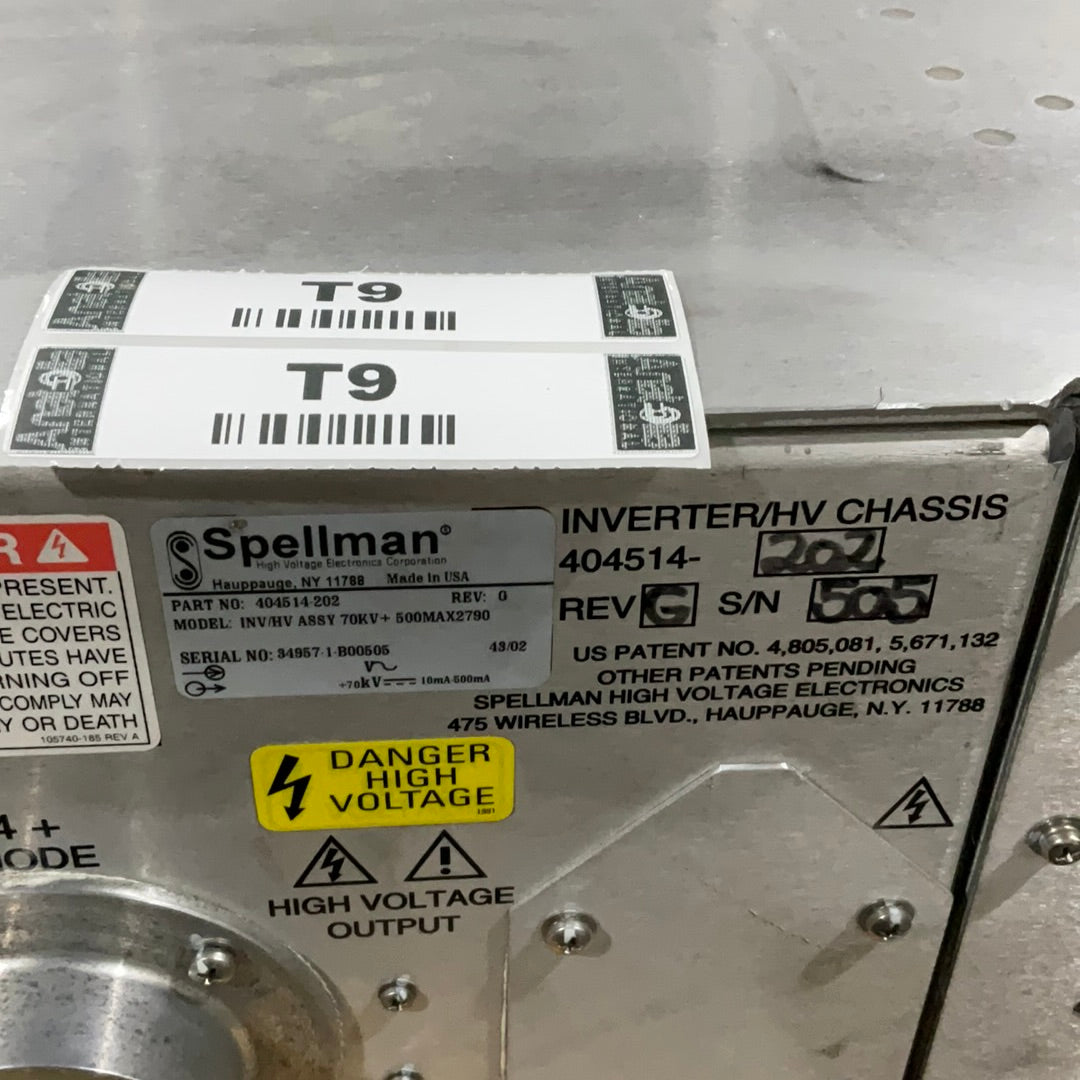 T9
T9
R
PRESENT.
ELECTRIC
E COVERS
UTES HAVE
RNING OFF
COMPLY MAY
Y OR DEATH
105740-185 REV A
Spellman®
High Voltage Electronics Corporation
Hauppauge, NY 11788 Made In USA
PART NO: 404514-202 REV: 0
MODEL: INV/HV ASSY 70KV+ 500MAX2790
SERIAL NO: 34957-1-B00505 43/02
+70kV 10mA-500mA
INVERTER/HV CHASSIS
404514- 202
REV G S/N 505
US PATENT NO. 4,805,081, 5,671,132
OTHER PATENTS PENDING
SPELLMAN HIGH VOLTAGE ELECTRONICS
475 WIRELESS BLVD., HAUPPAUGE, N.Y. 11788
DANGER
HIGH
VOLTAGE
4 +
ODE
HIGH VOLTAGE
OUTPUT